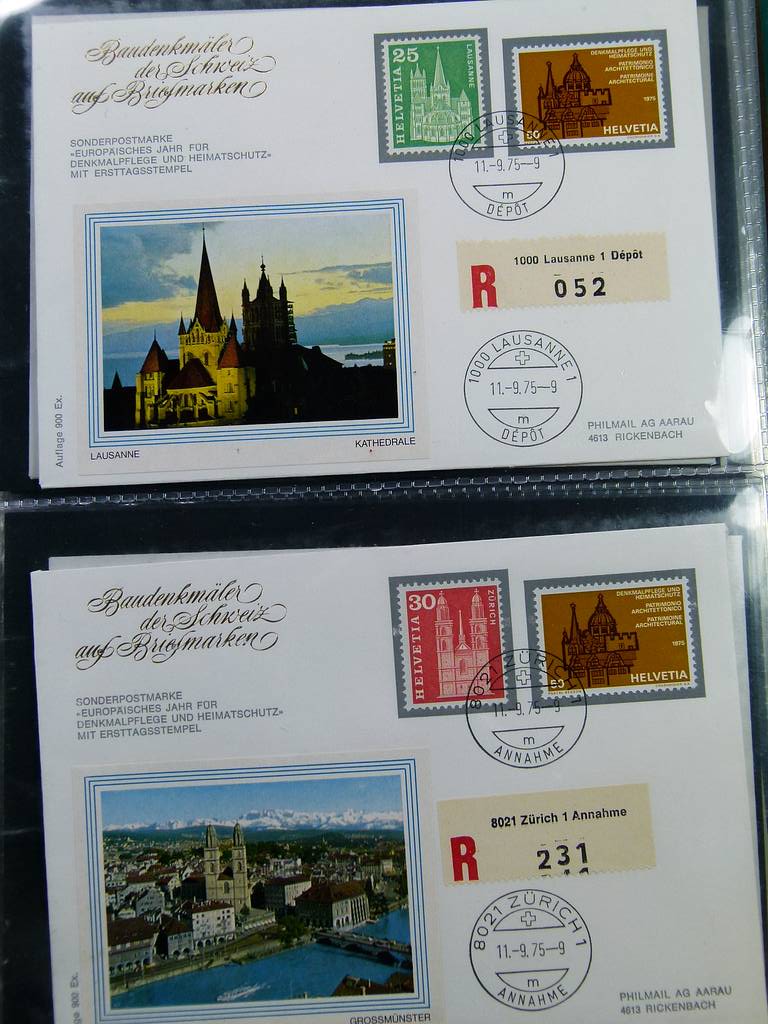 Baudenkmäler
der Schweiz
auf Briefmarken
SONDERPOSTMARKE
«EUROPÄISCHES JAHR FÜR
DENKMALPFLEGE UND HEIMATSCHUTZ»
MIT ERSTTAGSSTEMPEL
25
HELVETIA
LAUSANNE
DENKMALPFLEGE UND
HEIMATSCHUTZ
PATRIMONIO
ARCHITETTONICO
PATRIMOINE
ARCHITECTURAL
1975
50
HELVETIA
1000 LAUSANNE 1
11.-9.75-9
m
DÉPÔT
R
1000 Lausanne 1 Dépôt
052
1000 LAUSANNE 1
11.-9.75-9
m
DÉPÔT
Auflage 900 Ex.
LAUSANNE
KATHEDRALE
PHILMAIL AG AARAU
4613 RICKENBACH
Baudenkmäler
der Schweiz
auf Briefmarken
SONDERPOSTMARKE
«EUROPÄISCHES JAHR FÜR
DENKMALPFLEGE UND HEIMATSCHUTZ»
MIT ERSTTAGSSTEMPEL
30
HELVETIA
ZÜRICH
DENKMALPFLEGE UND
HEIMATSCHUTZ
PATRIMONIO
ARCHITETTONICO
PATRIMOINE
ARCHITECTURAL
1975
50
HELVETIA
8021 ZÜRICH 1
11.-9.75-9
m
ANNAHME
R
8021 Zürich 1 Annahme
231
8021 ZÜRICH 1
11.-9.75-9
m
ANNAHME
900 Ex.
GROSSMÜNSTER
PHILMAIL AG AARAU
4613 RICKENBACH